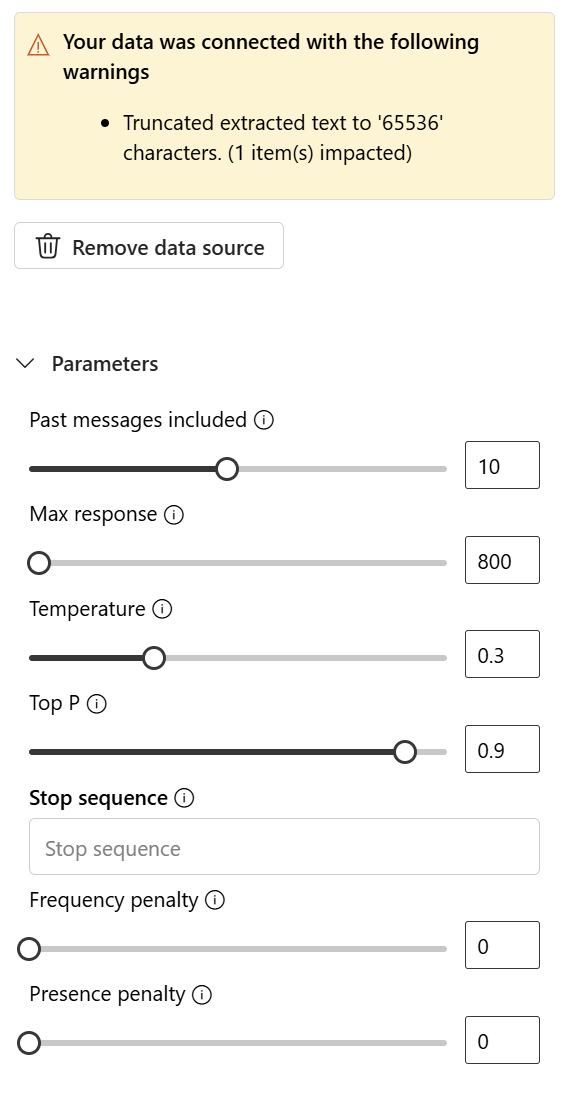 Your data was connected with the following
warnings
• Truncated extracted text to '65536'
characters. (1 item(s) impacted)
Remove data source
Parameters
Past messages included
10
Max response
800
Temperature
0.3
Top P
0.9
Stop sequence
Stop sequence
Frequency penalty
0
Presence penalty
0